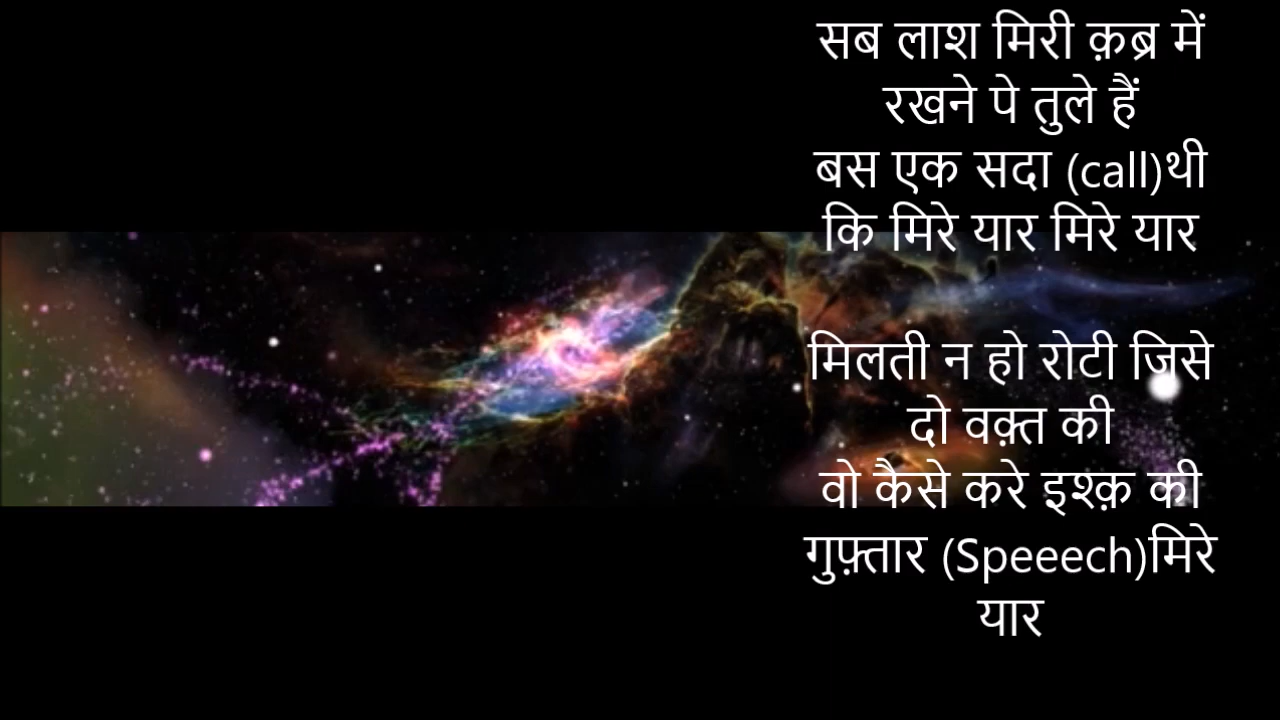 सब लाश मिरी क़ब्र में
रखने पे तुले हैं
बस एक सदा (call)थी
कि मिरे यार मिरे यार
मिलती न हो रोटी जिसे
दो वक़्त की
वो कैसे करे इश्क़ की
गुफ़्तार (Speeech)मिरे
यार